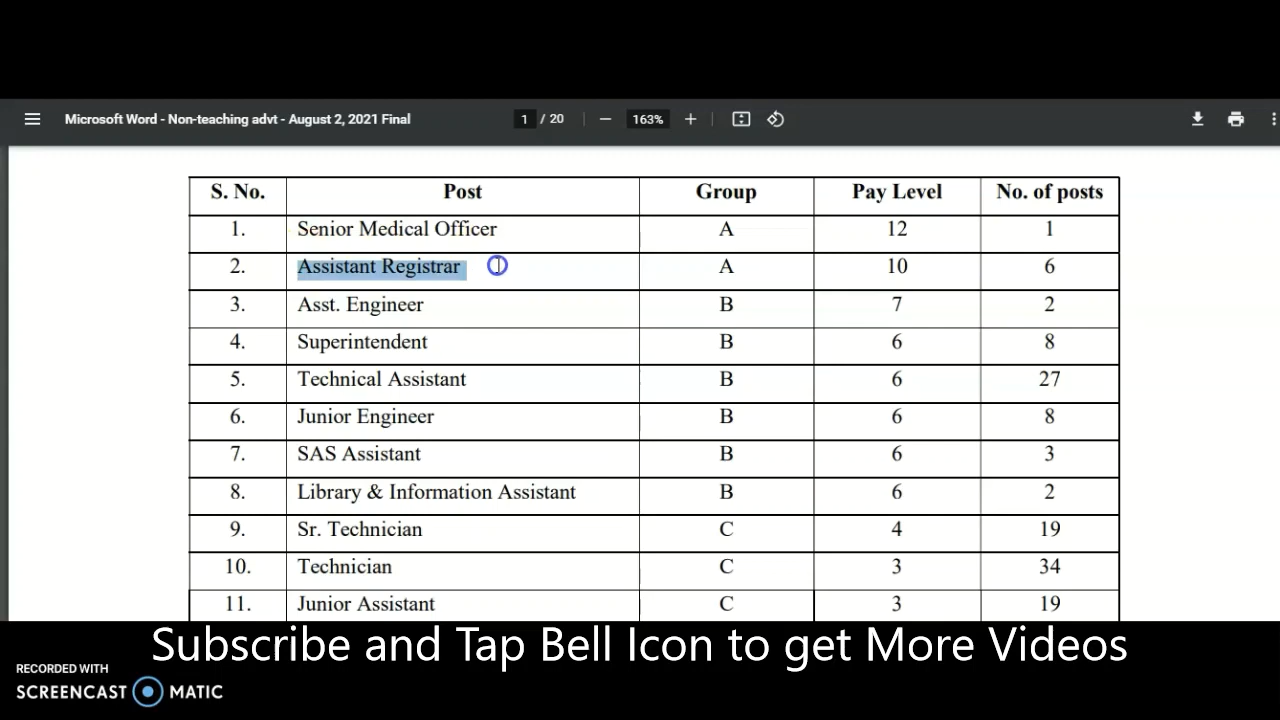 Microsoft Word - Non-teaching advt - August 2, 2021 Final 1 / 20 163%
S. No. Post Group Pay Level No. of posts
1. Senior Medical Officer A 12 1
2. Assistant Registrar A 10 6
3. Asst. Engineer B 7 2
4. Superintendent B 6 8
5. Technical Assistant B 6 27
6. Junior Engineer B 6 8
7. SAS Assistant B 6 3
8. Library & Information Assistant B 6 2
9. Sr. Technician C 4 19
10. Technician C 3 34
11. Junior Assistant C 3 19
Subscribe and Tap Bell Icon to get More Videos
RECORDED WITH
SCREENCAST MATIC